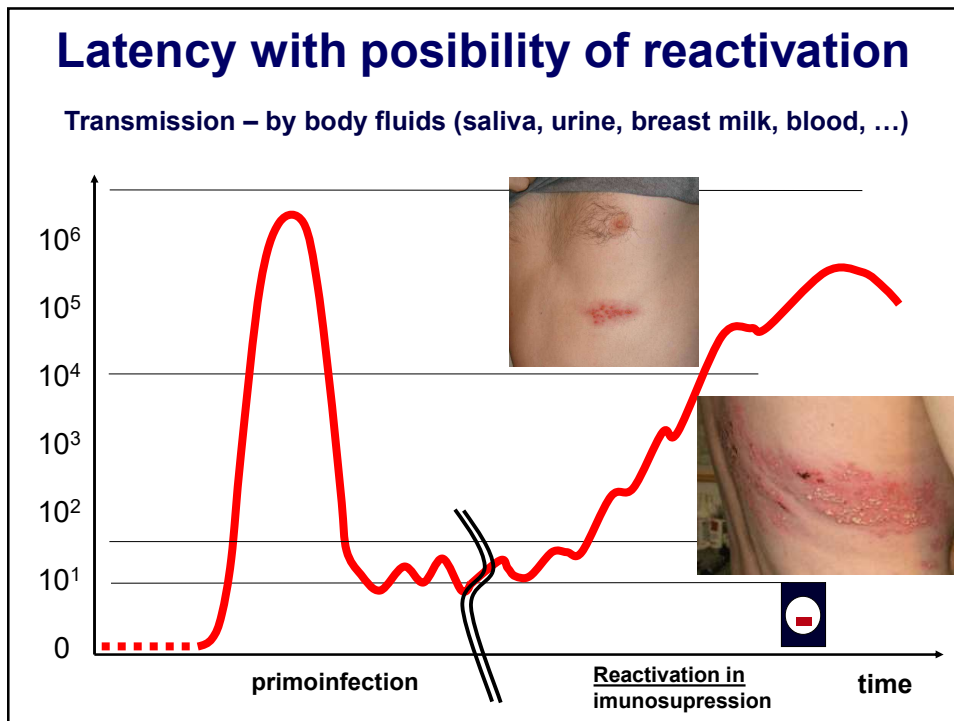 Latency with posibility of reactivation
Transmission – by body fluids (saliva, urine, breast milk, blood, …)
10⁶
10⁵
10⁴
10³
10²
10¹
0
primoinfection
Reactivation in
imunosupression
time